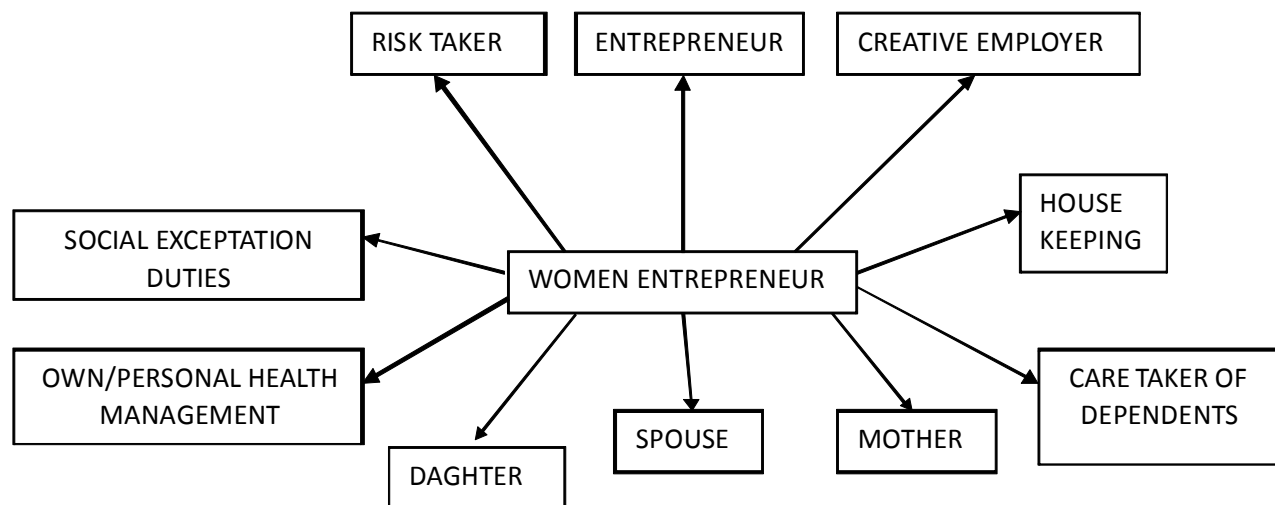 RISK TAKER
ENTREPRENEUR
CREATIVE EMPLOYER
HOUSE
KEEPING
SOCIAL EXCEPTATION
DUTIES
WOMEN ENTREPRENEUR
OWN/PERSONAL HEALTH
MANAGEMENT
CARE TAKER OF
DEPENDENTS
SPOUSE
MOTHER
DAGHTER